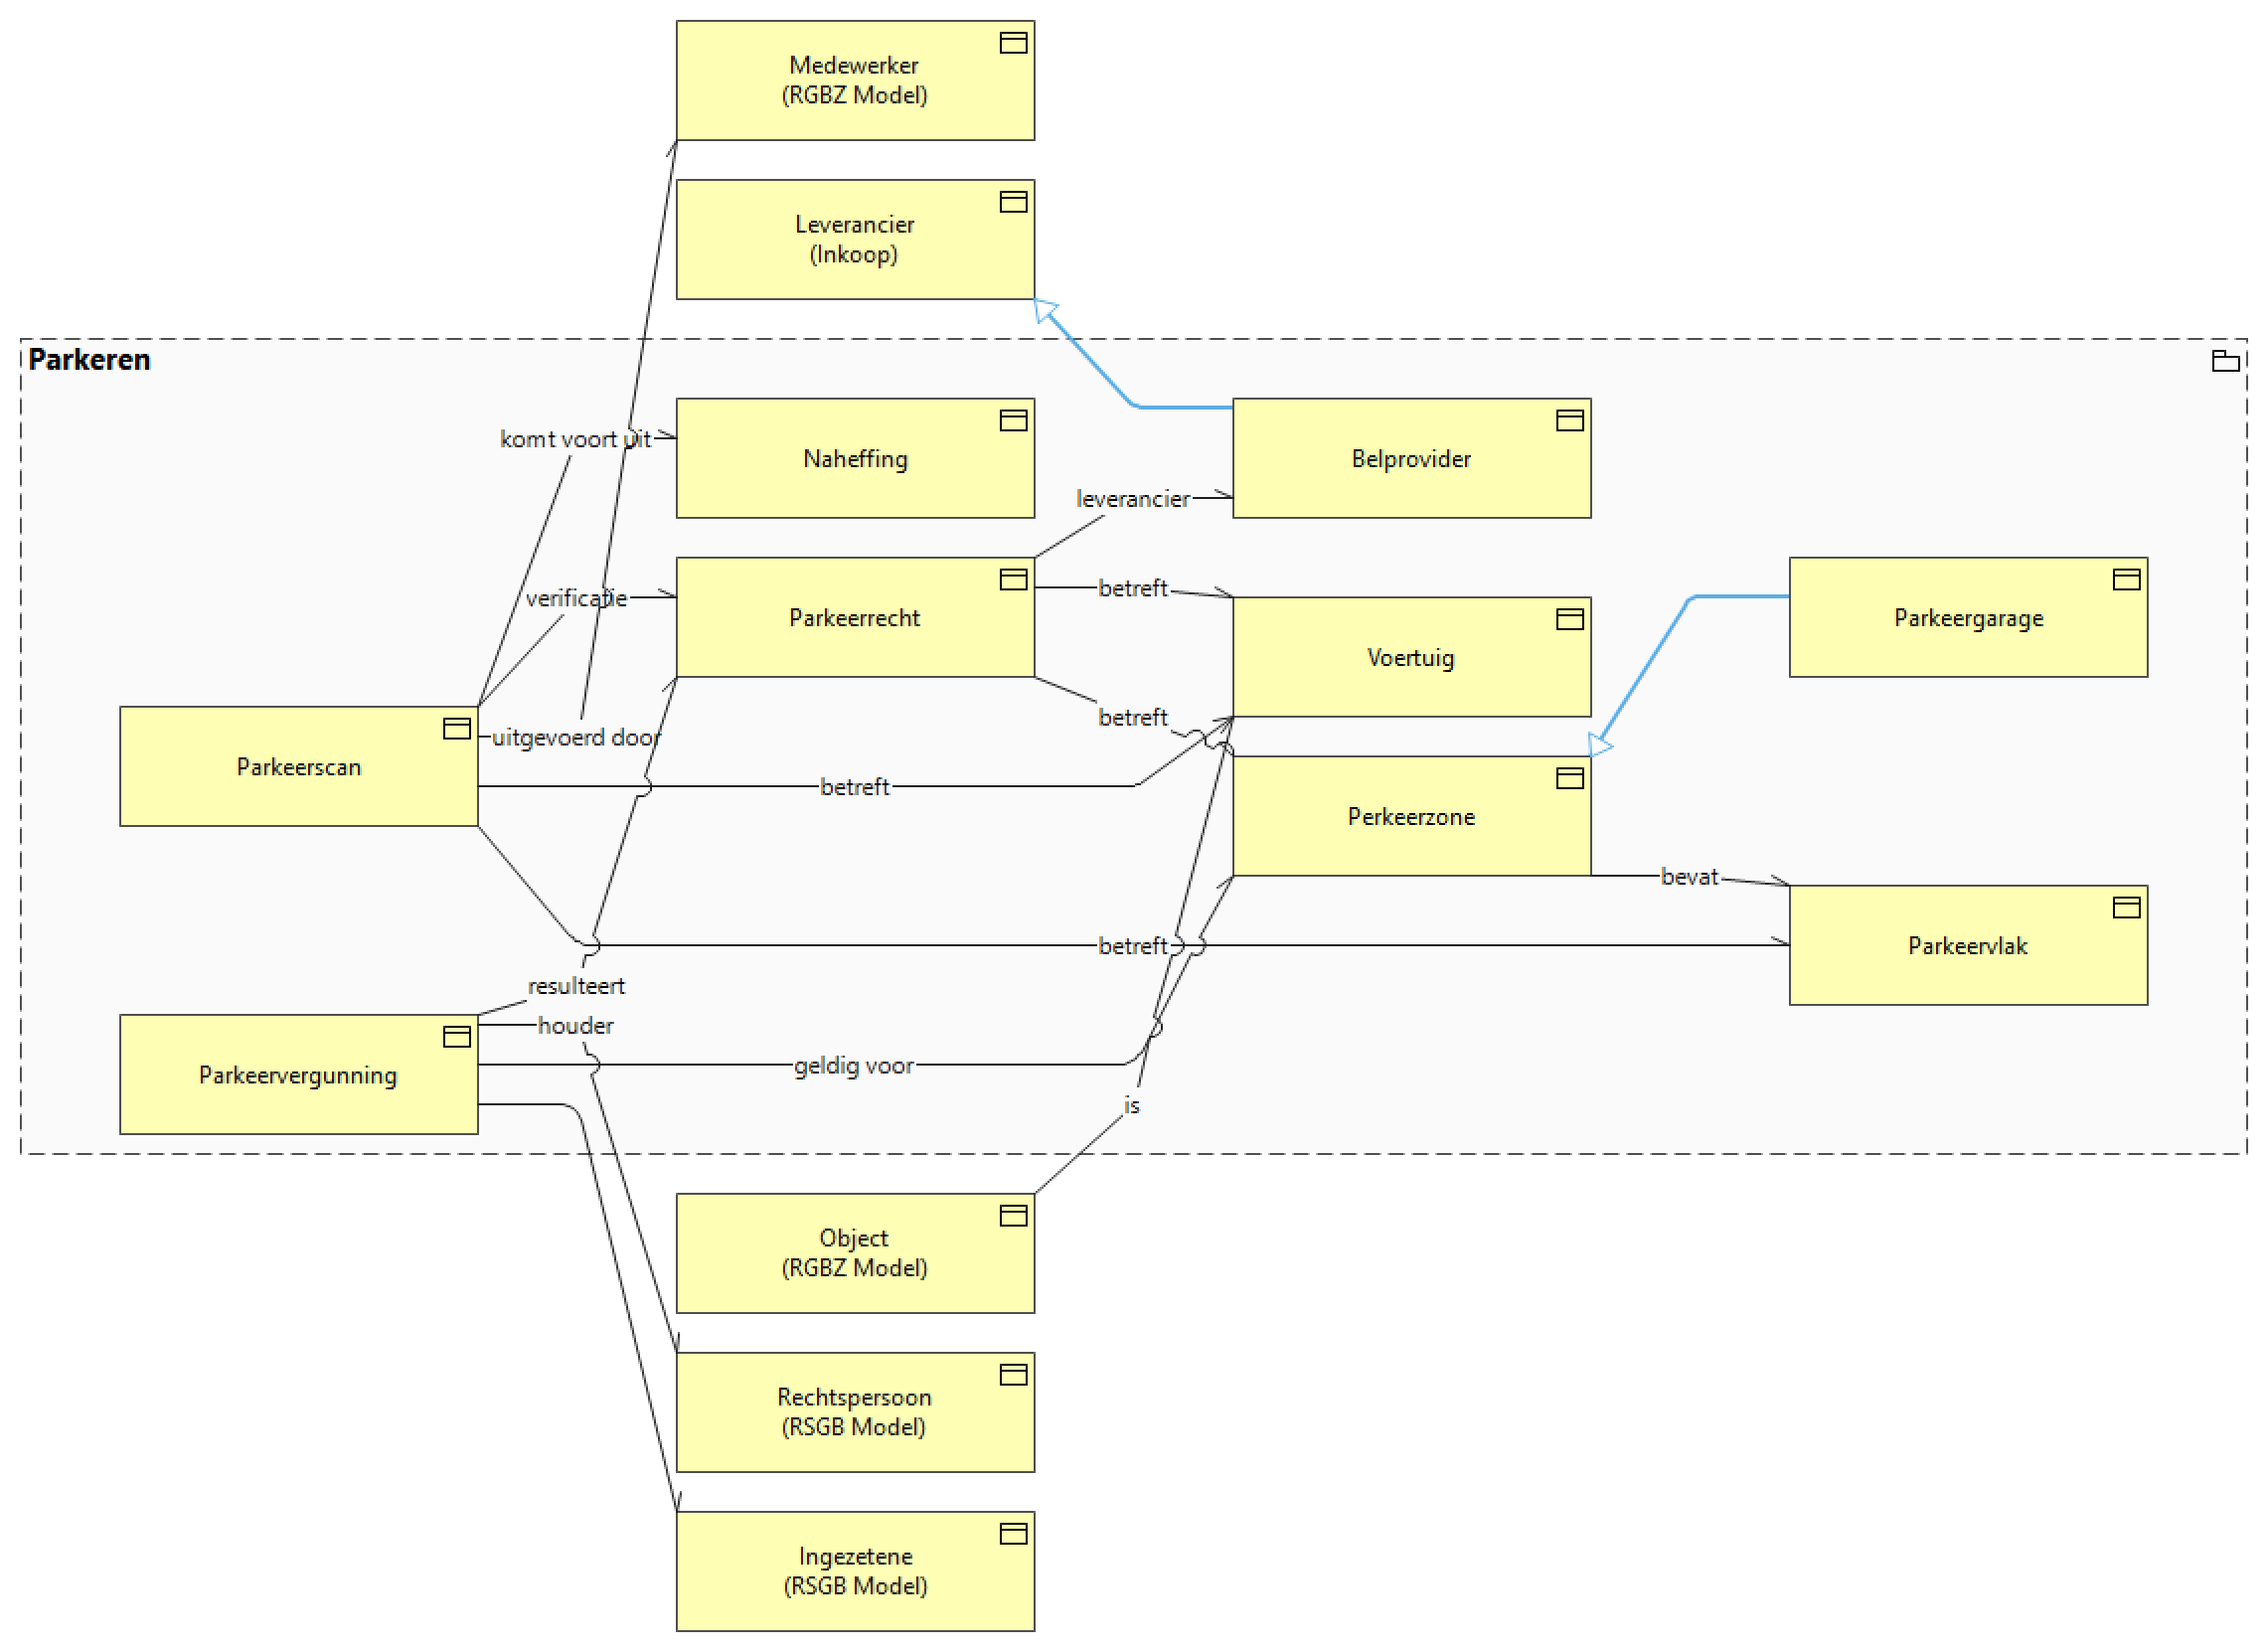 Medewerker
(RGBZ Model)
Leverancier
(Inkoop)
Parkeren
komt voort uit
Naheffing
Belprovider
leverancier
verificatie
Parkeerrecht
betreft
Voertuig
Parkeergarage
betreft
uitgevoerd door
Parkeerscan
betreft
Perkeerzone
bevat
betreft
Parkeervlak
resulteert
houder
Parkeervergunning
geldig voor
is
Object
(RGBZ Model)
Rechtspersoon
(RSGB Model)
Ingezetene
(RSGB Model)